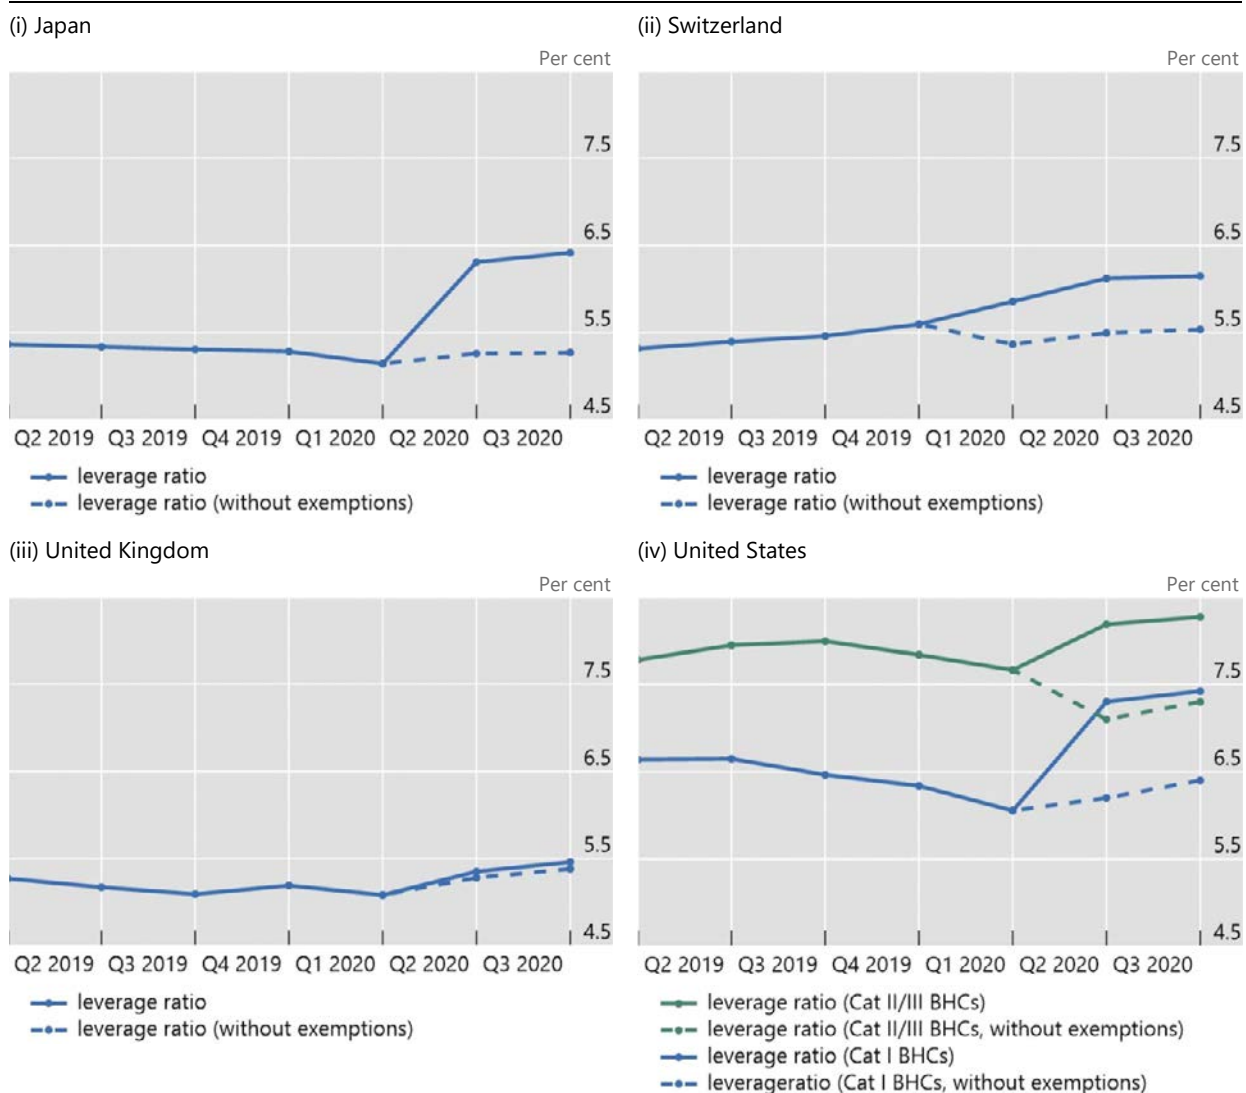 (i) Japan
Per cent
7.5
6.5
5.5
4.5
Q2 2019 Q3 2019 Q4 2019 Q1 2020 Q2 2020 Q3 2020
leverage ratio
leverage ratio (without exemptions)
(ii) Switzerland
Per cent
7.5
6.5
5.5
4.5
Q2 2019 Q3 2019 Q4 2019 Q1 2020 Q2 2020 Q3 2020
leverage ratio
leverage ratio (without exemptions)
(iii) United Kingdom
Per cent
7.5
6.5
5.5
4.5
Q2 2019 Q3 2019 Q4 2019 Q1 2020 Q2 2020 Q3 2020
leverage ratio
leverage ratio (without exemptions)
(iv) United States
Per cent
7.5
6.5
5.5
4.5
Q2 2019 Q3 2019 Q4 2019 Q1 2020 Q2 2020 Q3 2020
leverage ratio (Cat II/III BHCs)
leverage ratio (Cat II/III BHCs, without exemptions)
leverage ratio (Cat I BHCs)
leverageratio (Cat I BHCs, without exemptions)